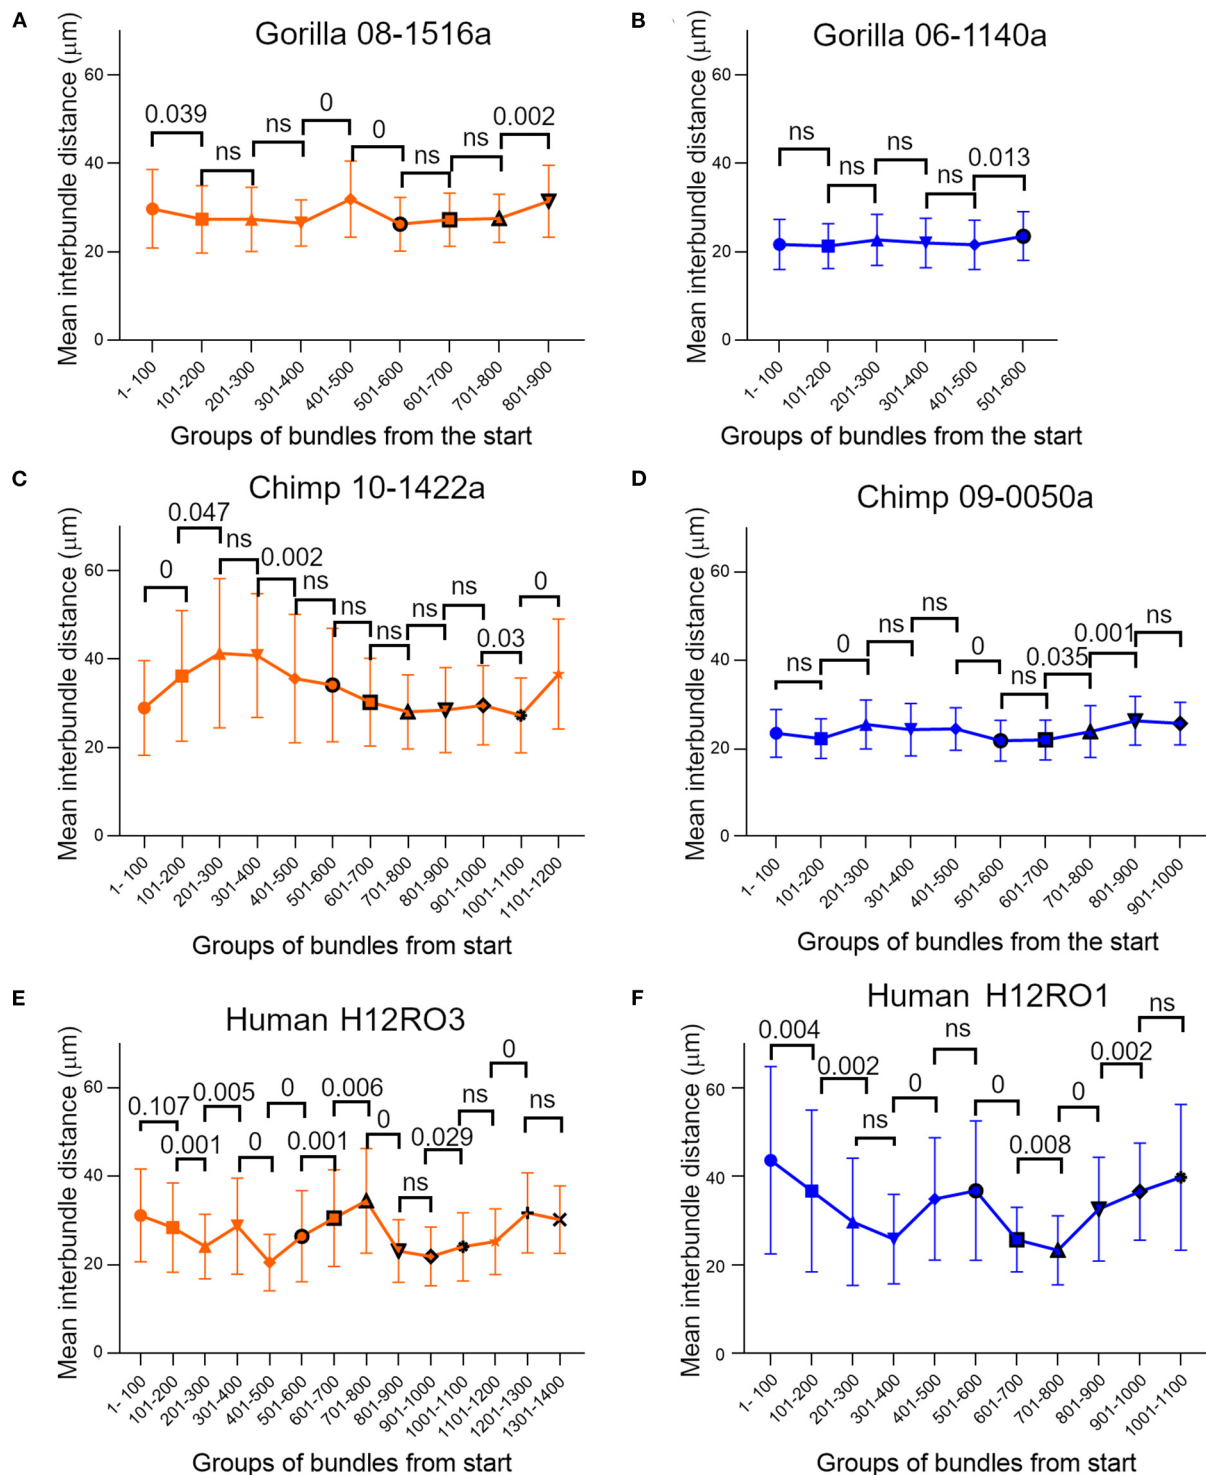 A
Gorilla 08-1516a
Mean interbundle distance (µm)
60
40
20
0
0.039
ns
ns
0
0
ns
ns
0.002
1- 100
101-200
201-300
301-400
401-500
501-600
601-700
701-800
801-900
Groups of bundles from the start
B
Gorilla 06-1140a
Mean interbundle distance (µm)
60
40
20
0
ns
ns
ns
ns
0.013
1- 100
101-200
201-300
301-400
401-500
501-600
Groups of bundles from the start
C
Chimp 10-1422a
Mean interbundle distance (µm)
60
40
20
0
0
0.047
ns
0.002
ns
ns
ns
ns
ns
0.03
0
1- 100
101-200
201-300
301-400
401-500
501-600
601-700
701-800
801-900
901-1000
1001-1100
1101-1200
Groups of bundles from start
D
Chimp 09-0050a
Mean interbundle distance (µm)
60
40
20
0
ns
0
ns
ns
0
ns
0.035
0.001
ns
1- 100
101-200
201-300
301-400
401-500
501-600
601-700
701-800
801-900
901-1000
Groups of bundles from the start
E
Human H12RO3
Mean interbundle distance (µm)
60
40
20
0
0.107
0.001
0.005
0
0
0.001
0.006
0
ns
0.029
ns
0
ns
1- 100
101-200
201-300
301-400
401-500
501-600
601-700
701-800
801-900
901-1000
1001-1100
1101-1200
1201-1300
1301-1400
Groups of bundles from start
F
Human H12RO1
Mean interbundle distance (µm)
60
40
20
0
0.004
0.002
ns
0
ns
0
0.008
0
0.002
ns
1- 100
101-200
201-300
301-400
401-500
501-600
601-700
701-800
801-900
901-1000
1001-1100
Groups of bundles from start